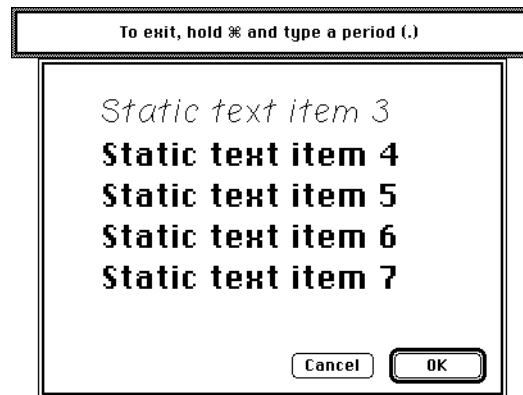 To exit, hold ⌘ and type a period (.)
Static text item 3
Static text item 4
Static text item 5
Static text item 6
Static text item 7
Cancel OK